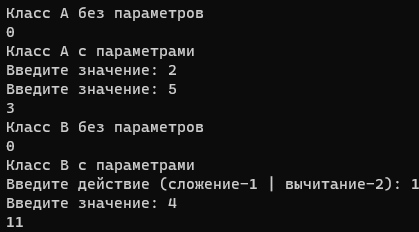 Класс А без параметров
0
Класс А с параметрами
Введите значение: 2
Введите значение: 5
3
Класс В без параметров
0
Класс В с параметрами
Введите действие (сложение-1 | вычитание-2): 1
Введите значение: 4
11